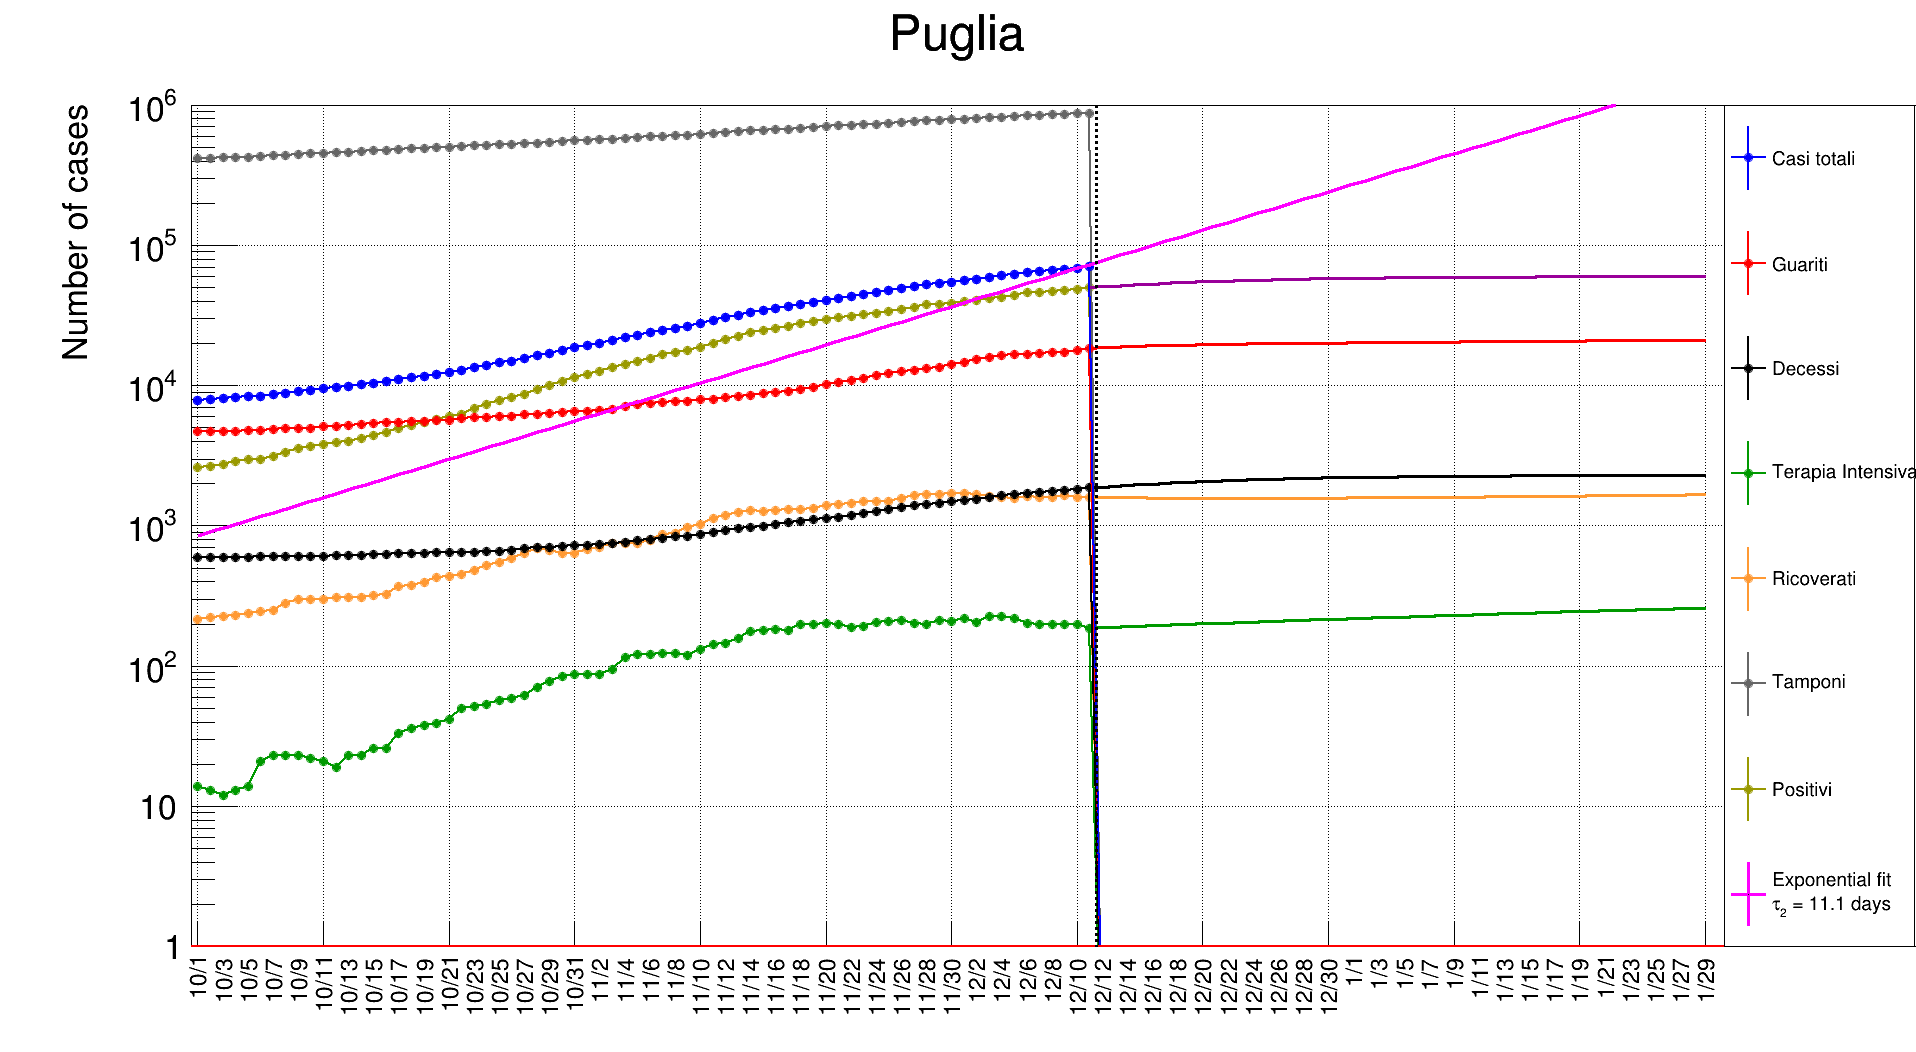 Puglia
Number of cases
10^6
10^5
10^4
10^3
10^2
10
1
10/1 10/3 10/5 10/7 10/9 10/11 10/13 10/15 10/17 10/19 10/21 10/23 10/25 10/27 10/29 10/31 11/2 11/4 11/6 11/8 11/10 11/12 11/14 11/16 11/18 11/20 11/22 11/24 11/26 11/28 11/30 12/2 12/4 12/6 12/8 12/10 12/12 12/14 12/16 12/18 12/20 12/22 12/24 12/26 12/28 12/30 1/1 1/3 1/5 1/7 1/9 1/11 1/13 1/15 1/17 1/19 1/21 1/23 1/25 1/27 1/29
Casi totali
Guariti
Decessi
Terapia Intensiva
Ricoverati
Tamponi
Positivi
Exponential fit
τ₂ = 11.1 days